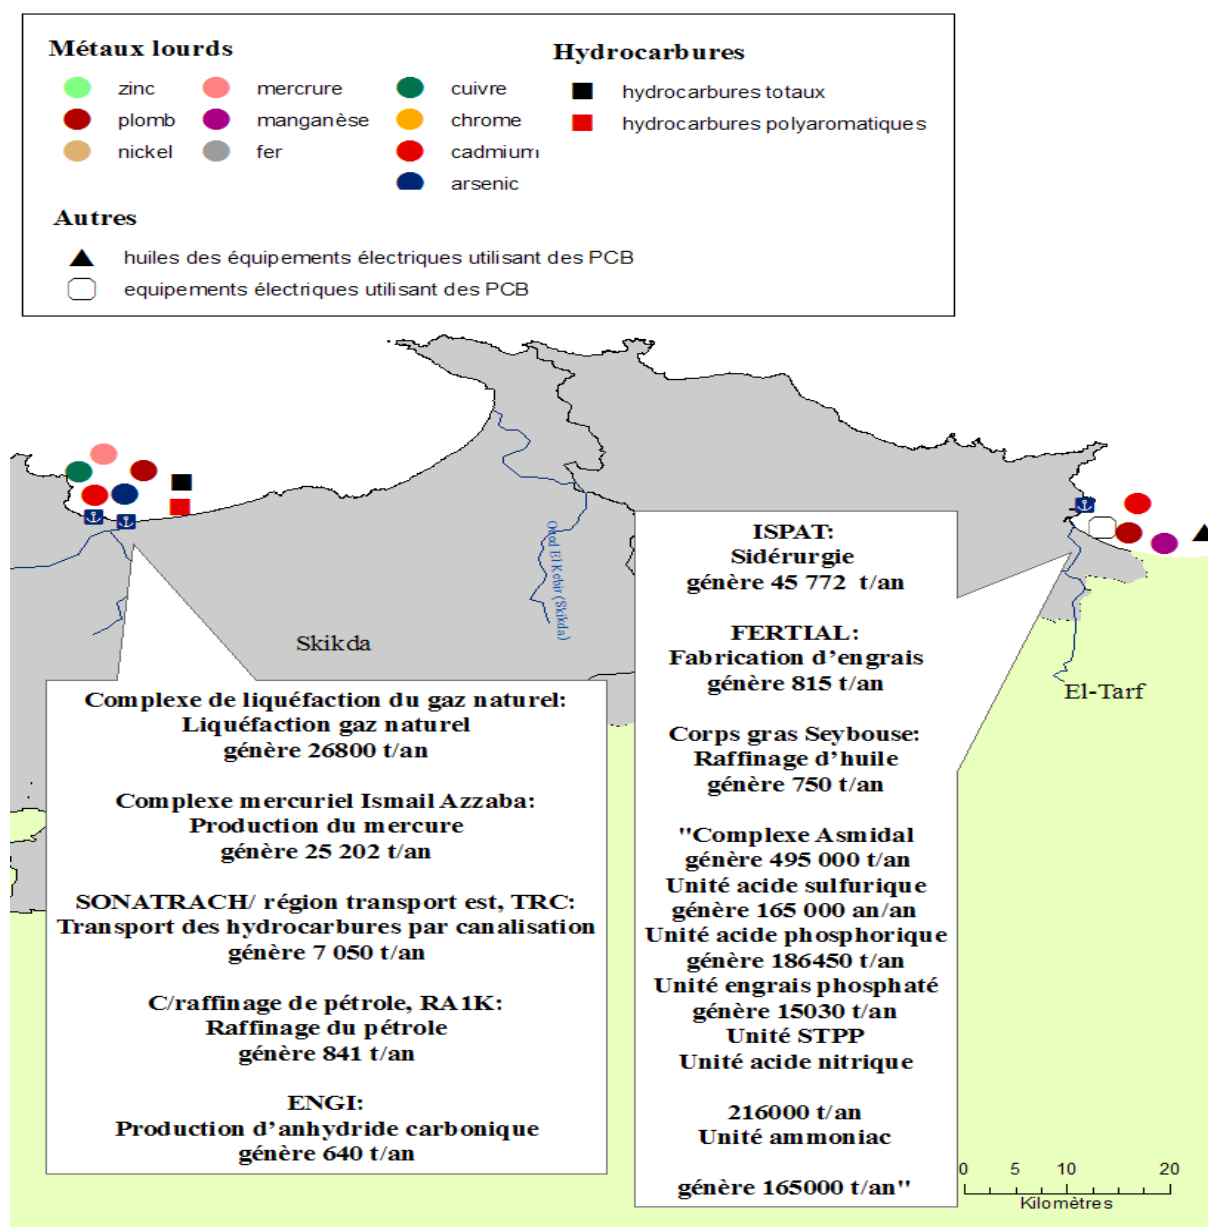 Métaux lourds
zinc
plomb
nickel
mercrure
manganèse
fer
cuivre
chrome
cadmium
arsenic
Hydrocarbures
hydrocarbures totaux
hydrocarbures polyaromatiques
Autres
huiles des équipements électriques utilisant des PCB
equipements électriques utilisant des PCB
Oued El Kebir (Skikda)
Skikda
El-Tarf
Complexe de liquéfaction du gaz naturel:
Liquéfaction gaz naturel
génère 26800 t/an
Complexe mercuriel Ismail Azzaba:
Production du mercure
génère 25 202 t/an
SONATRACH/ région transport est, TRC:
Transport des hydrocarbures par canalisation
génère 7 050 t/an
C/raffinage de pétrole, RA1K:
Raffinage du pétrole
génère 841 t/an
ENGI:
Production d'anhydride carbonique
génère 640 t/an
ISPAT:
Sidérurgie
génère 45 772 t/an
FERTIAL:
Fabrication d'engrais
génère 815 t/an
Corps gras Seybouse:
Raffinage d'huile
génère 750 t/an
"Complexe Asmidal
génère 495 000 t/an
Unité acide sulfurique
génère 165 000 an/an
Unité acide phosphorique
génère 186450 t/an
Unité engrais phosphaté
génère 15030 t/an
Unité STPP
Unité acide nitrique
216000 t/an
Unité ammoniac
génère 165000 t/an"
0 5 10 20
Kilomètres